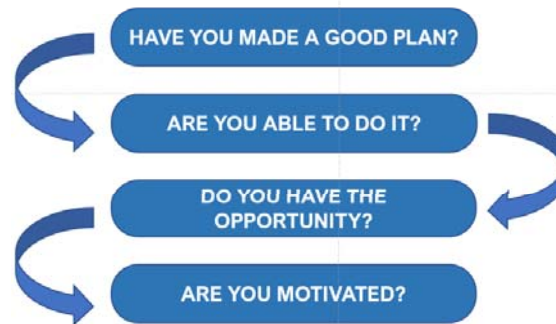 HAVE YOU MADE A GOOD PLAN?
ARE YOU ABLE TO DO IT?
DO YOU HAVE THE
OPPORTUNITY?
ARE YOU MOTIVATED?